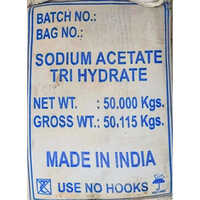 BATCH NO.:
BAG NO.:
SODIUM ACETATE
TRI HYDRATE
NET WT. : 50.000 Kgs.
GROSS WT.: 50.115 Kgs.
MADE IN INDIA
USE NO HOOKS